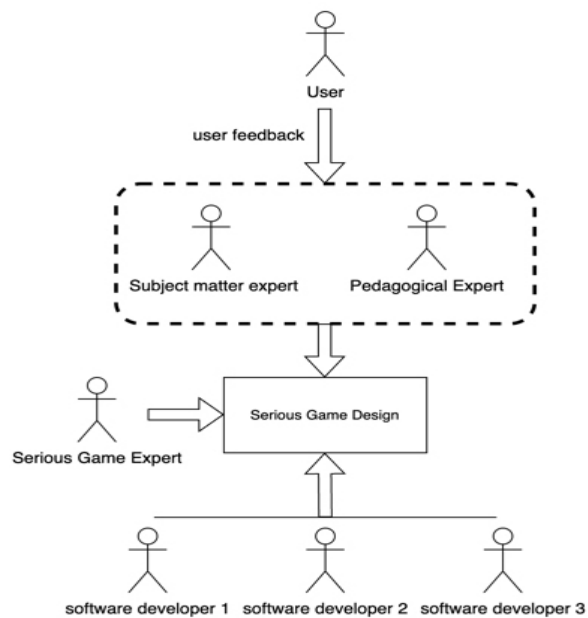 User
user feedback
Subject matter expert
Pedagogical Expert
Serious Game Design
Serious Game Expert
software developer 1
software developer 2
software developer 3